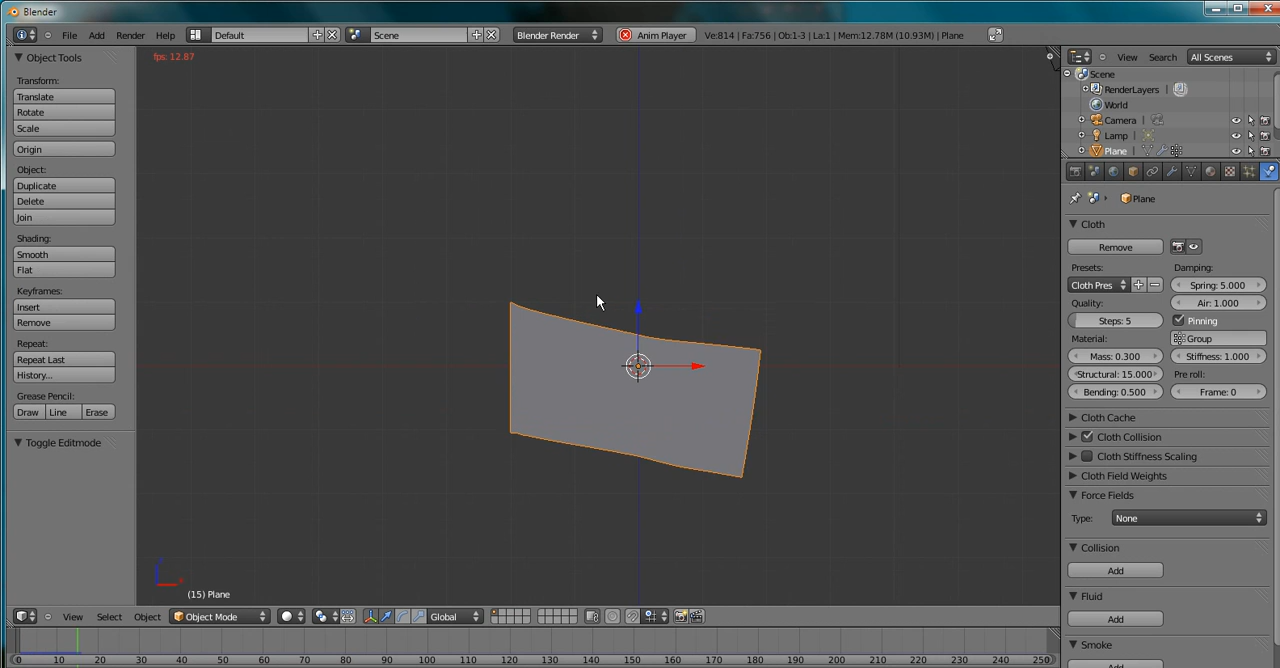 Blender
File Add Render Help Default Scene Blender Render Anim Player Ve:814 | Fa:756 | Ob:1-3 | La:1 | Mem:12.78M (10.93M) | Plane
Object Tools
Transform:
Translate
Rotate
Scale
Origin
Object:
Duplicate
Delete
Join
Shading:
Smooth
Flat
Keyframes:
Insert
Remove
Repeat:
Repeat Last
History...
Grease Pencil:
Draw Line Erase
Toggle Editmode
fps: 12.87
(15) Plane
View Search All Scenes
Scene
RenderLayers |
World
Camera |
Lamp |
Plane |
Plane
Cloth
Remove
Presets: Damping:
Cloth Pres Spring: 5.000
Quality: Air: 1.000
Steps: 5 Pinning
Material: Group
Mass: 0.300 Stiffness: 1.000
Structural: 15.000 Pre roll:
Bending: 0.500 Frame: 0
Cloth Cache
Cloth Collision
Cloth Stiffness Scaling
Cloth Field Weights
Force Fields
Type: None
Collision
Add
Fluid
Add
Smoke
Add
View Select Object Object Mode Global
0 10 20 30 40 50 60 70 80 90 100 110 120 130 140 150 160 170 180 190 200 210 220 230 240 250